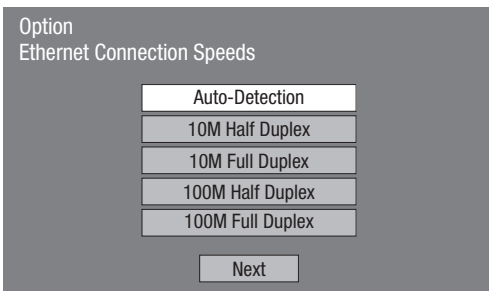 Option
Ethernet Connection Speeds
Auto-Detection
10M Half Duplex
10M Full Duplex
100M Half Duplex
100M Full Duplex
Next